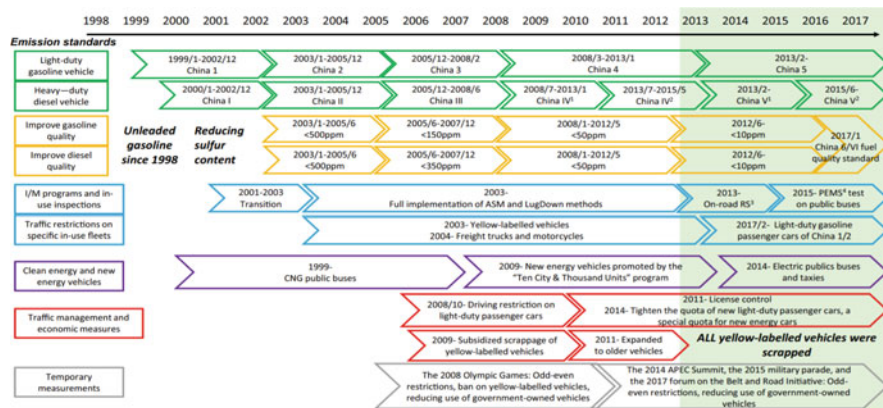 1998 1999 2000 2001 2002 2005 2006 2007 2008 2009 2010 2011 2012 2013 2014 2015 2016 2017
Emission standards
Light-duty
gasoline vehicle
1999/1-2002/12
China 1
2003/1-2005/12
China 2
2005/12-2008/2
China 3
2008/3-2013/1
China 4
2013/2-
China 5
Heavy—duty
diesel vehicle
2000/1-2002/12
China I
2003/1-2005/12
China II
2005/12-2008/6
China III
2008/7-2013/1
China IV¹
2013/7-2015/5
China IV²
2013/2-
China V¹
2015/6-
China V²
Improve gasoline
quality
Improve diesel
quality
Unleaded
gasoline
since 1998
Reducing
sulfur
content
2003/1-2005/6
<500ppm
2005/6-2007/12
<150ppm
2008/1-2012/5
<50ppm
2012/6-
<10ppm
2003/1-2005/6
<500ppm
2005/6-2007/12
<350ppm
2008/1-2012/5
<50ppm
2012/6-
<10ppm
2017/1
China 6/VI fuel
quality standard
I/M programs and in-
use inspections
2001-2003
Transition
2003-
Full implementation of ASM and LugDown methods
2013-
On-road RS³
2015- PEMS⁴ test
on public buses
Traffic restrictions on
specific in-use fleets
2003- Yellow-labelled vehicles
2004- Freight trucks and motorcycles
2017/2- Light-duty gasoline
passenger cars of China 1/2
Clean energy and new
energy vehicles
1999-
CNG public buses
2009- New energy vehicles promoted by the
"Ten City & Thousand Units" program
2014- Electric publics buses
and taxies
Traffic management and
economic measures
2008/10- Driving restriction on
light-duty passenger cars
2011- License control
2014- Tighten the quota of new light-duty passenger cars, a
special quota for new energy cars
2009- Subsidized scrappage of
yellow-labelled vehicles
2011- Expanded
to older vehicles
ALL yellow-labelled vehicles were
scrapped
Temporary
measurements
The 2008 Olympic Games: Odd-even
restrictions, ban on yellow-labelled vehicles,
reducing use of government-owned vehicles
The 2014 APEC Summit, the 2015 military parade, and
the 2017 forum on the Belt and Road Initiative: Odd-
even restrictions, reducing use of government-owned
vehicles